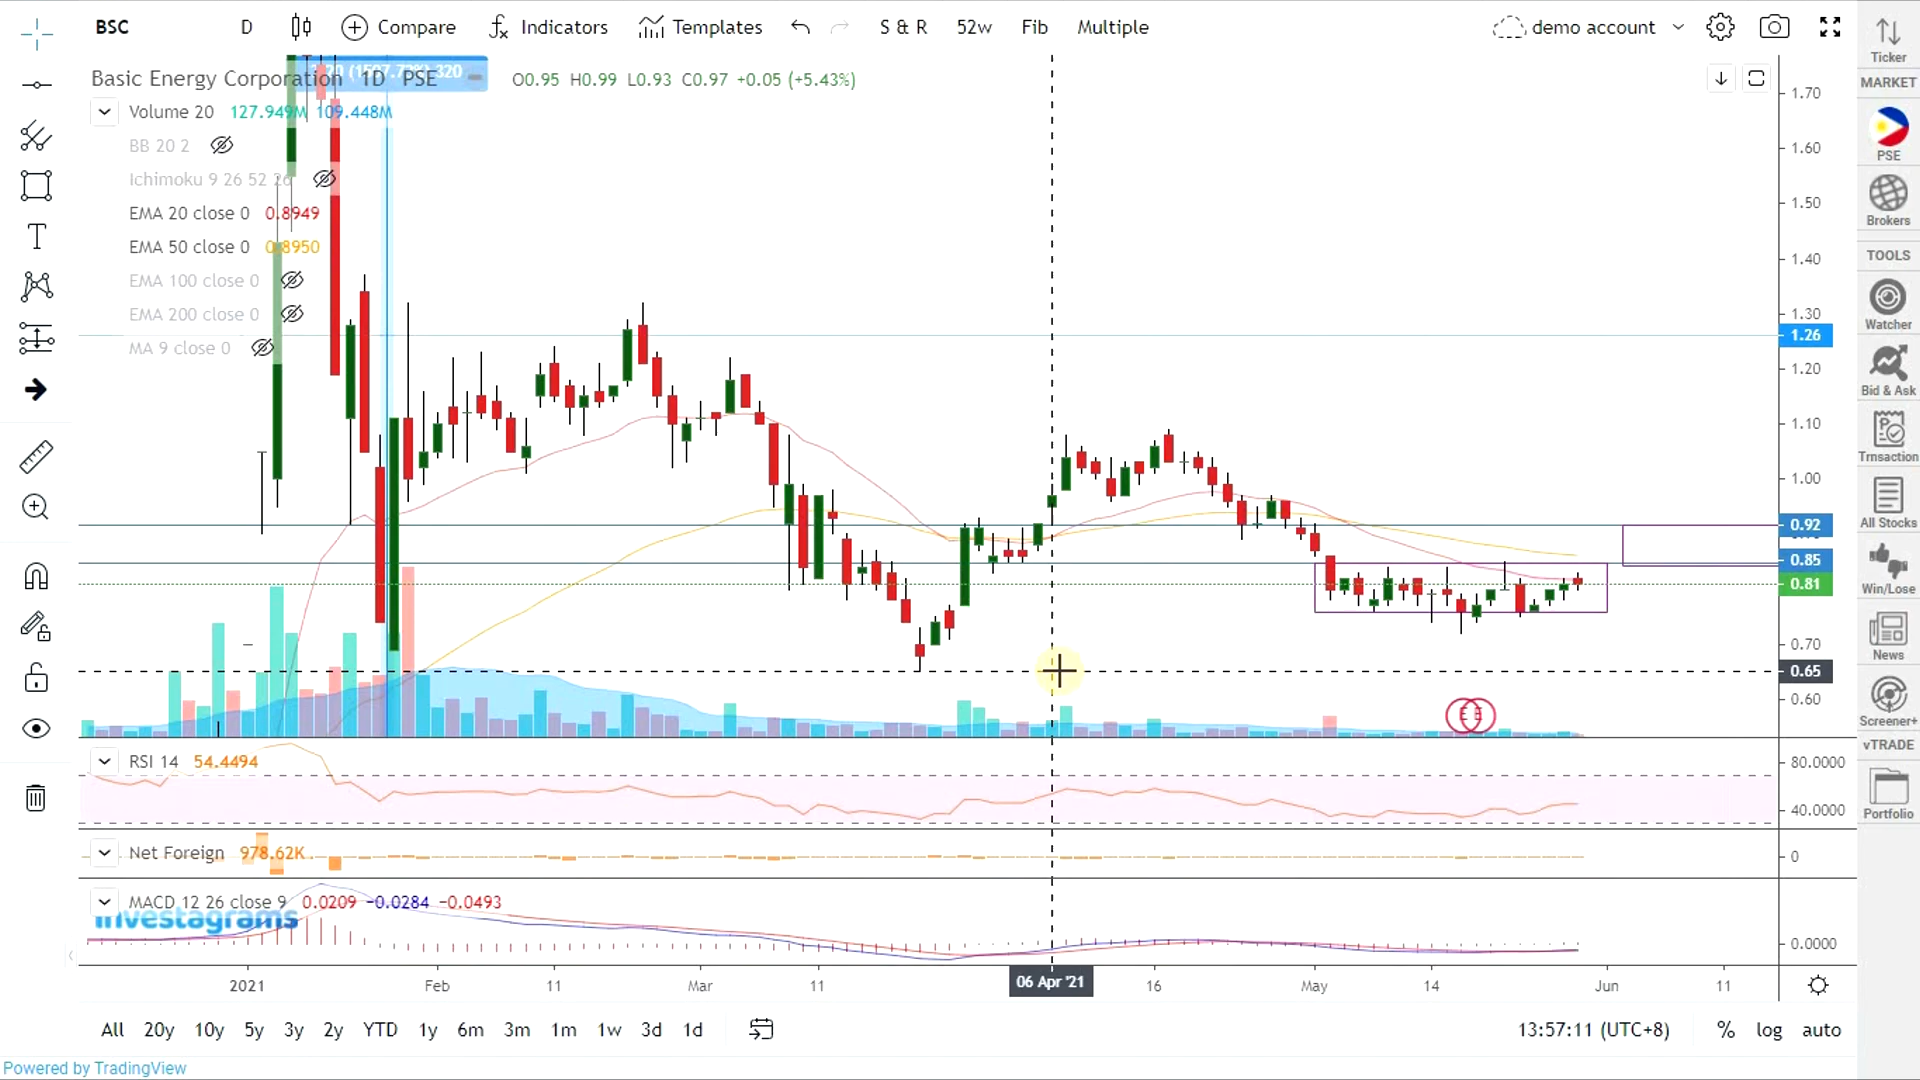 BSC D Compare Indicators Templates S & R 52w Fib Multiple demo account
Basic Energy Corporation 1D PSE O0.95 H0.99 L0.93 C0.97 +0.05 (+5.43%)
Volume 20 127.949M 109.448M
BB 20 2
Ichimoku 9 26 52 26
EMA 20 close 0 0.8949
EMA 50 close 0 0.8950
EMA 100 close 0
EMA 200 close 0
MA 9 close 0
1.70
1.60
1.50
1.40
1.30
1.26
1.20
1.10
1.00
0.92
0.85
0.81
0.70
0.65
0.60
E E
RSI 14 54.4494
80.0000
40.0000
Net Foreign 978.62K
0
MACD 12 26 close 9 0.0209 -0.0284 -0.0493
investagrams
0.0000
2021 Feb 11 Mar 11 06 Apr '21 16 May 14 Jun 11
All 20y 10y 5y 3y 2y YTD 1y 6m 3m 1m 1w 3d 1d 13:57:11 (UTC+8) % log auto
Powered by TradingView
Ticker
MARKET
PSE
Brokers
TOOLS
Watcher
Bid & Ask
Trnsaction
All Stocks
Win/Lose
News
Screener+
vTRADE
Portfolio